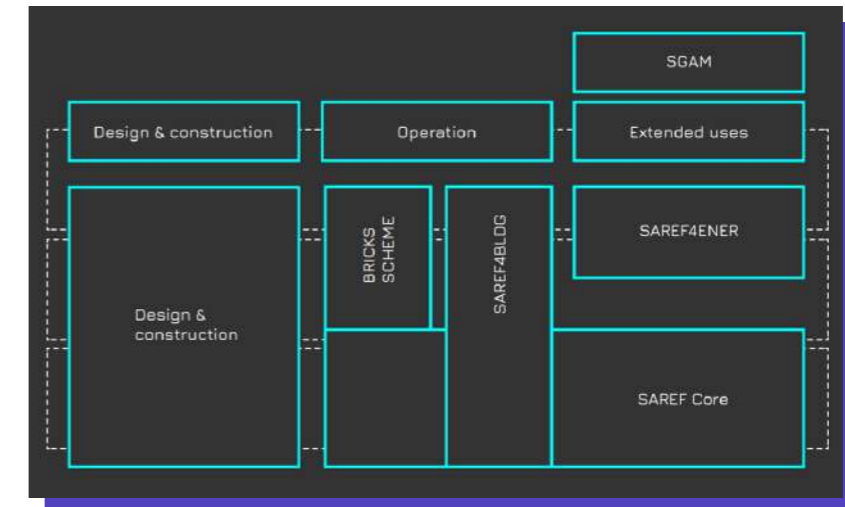 SGAM
Design & construction
Operation
Extended uses
BRICKS
SCHEME
SAREF4BLDG
SAREF4ENER
Design &
construction
SAREF Core